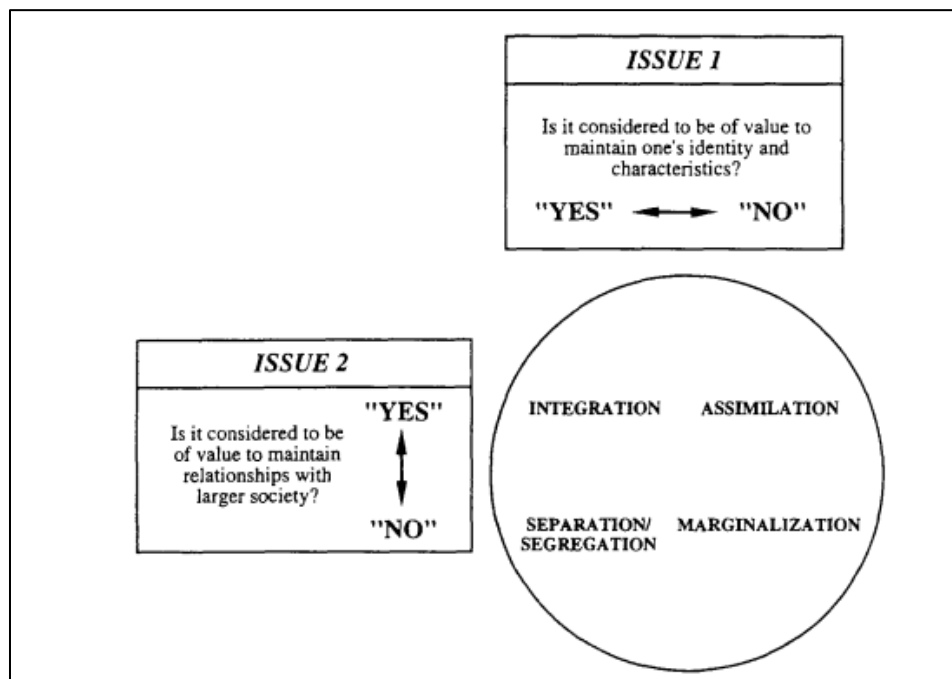 ISSUE 1
Is it considered to be of value to
maintain one's identity and
characteristics?
"YES" "NO"
ISSUE 2
"YES"
Is it considered to be
of value to maintain
relationships with
larger society?
"NO"
INTEGRATION ASSIMILATION
SEPARATION/ MARGINALIZATION
SEGREGATION